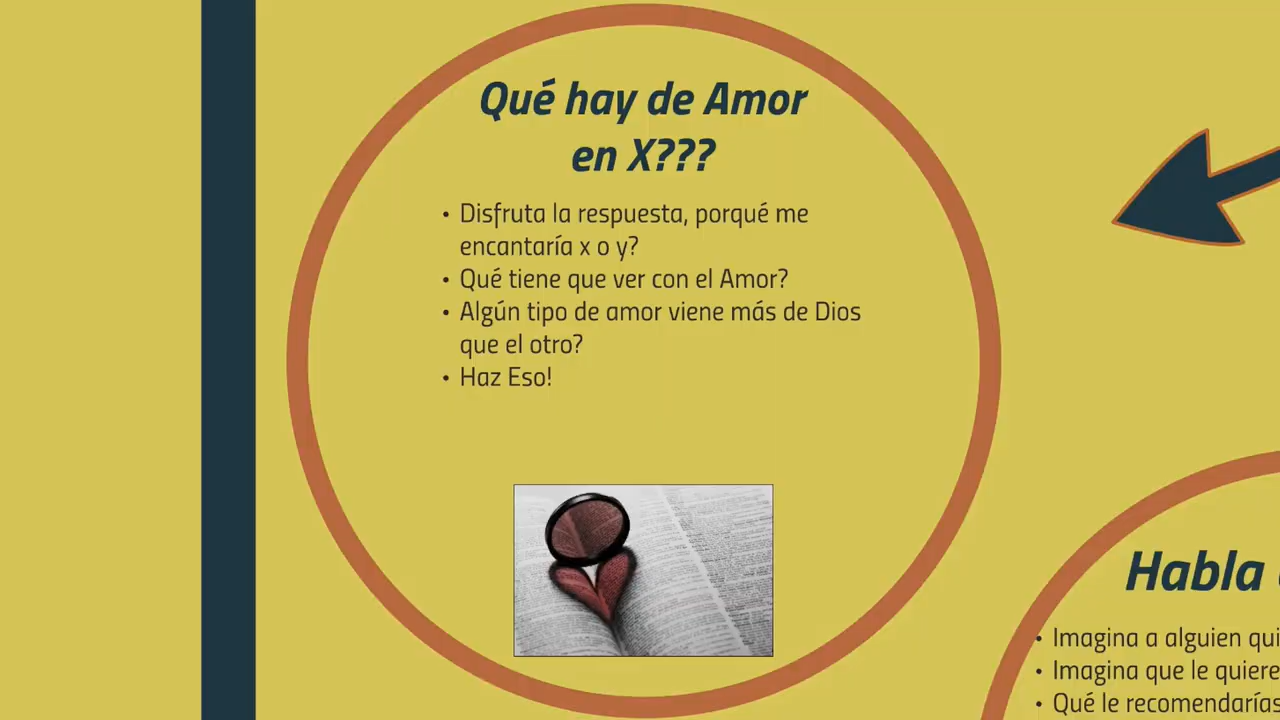 Qué hay de Amor
en X???
• Disfruta la respuesta, porqué me
encantaría x o y?
• Qué tiene que ver con el Amor?
• Algún tipo de amor viene más de Dios
que el otro?
• Haz Eso!
Habla
• Imagina a alguien
• Imagina que le
• Qué le recomendarías